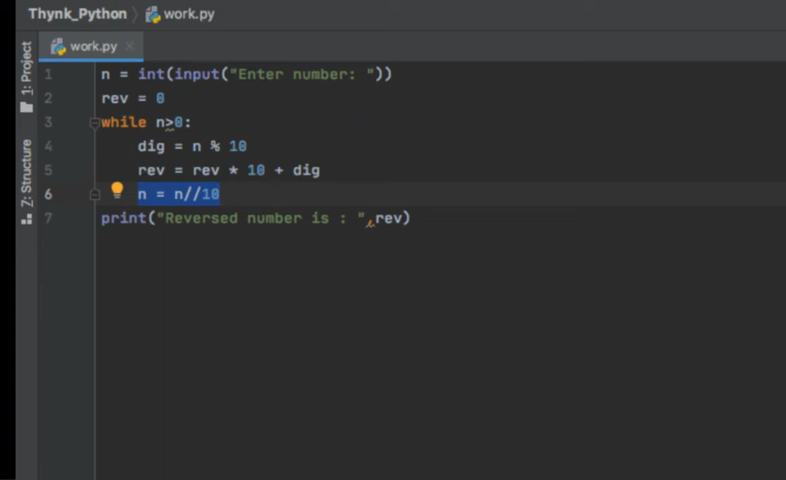 Thynk_Python work.py
work.py
1: Project
Z: Structure
1 n = int(input("Enter number: "))
2 rev = 0
3 while n>0:
4     dig = n % 10
5     rev = rev * 10 + dig
6     n = n//10
7 print("Reversed number is : ",rev)